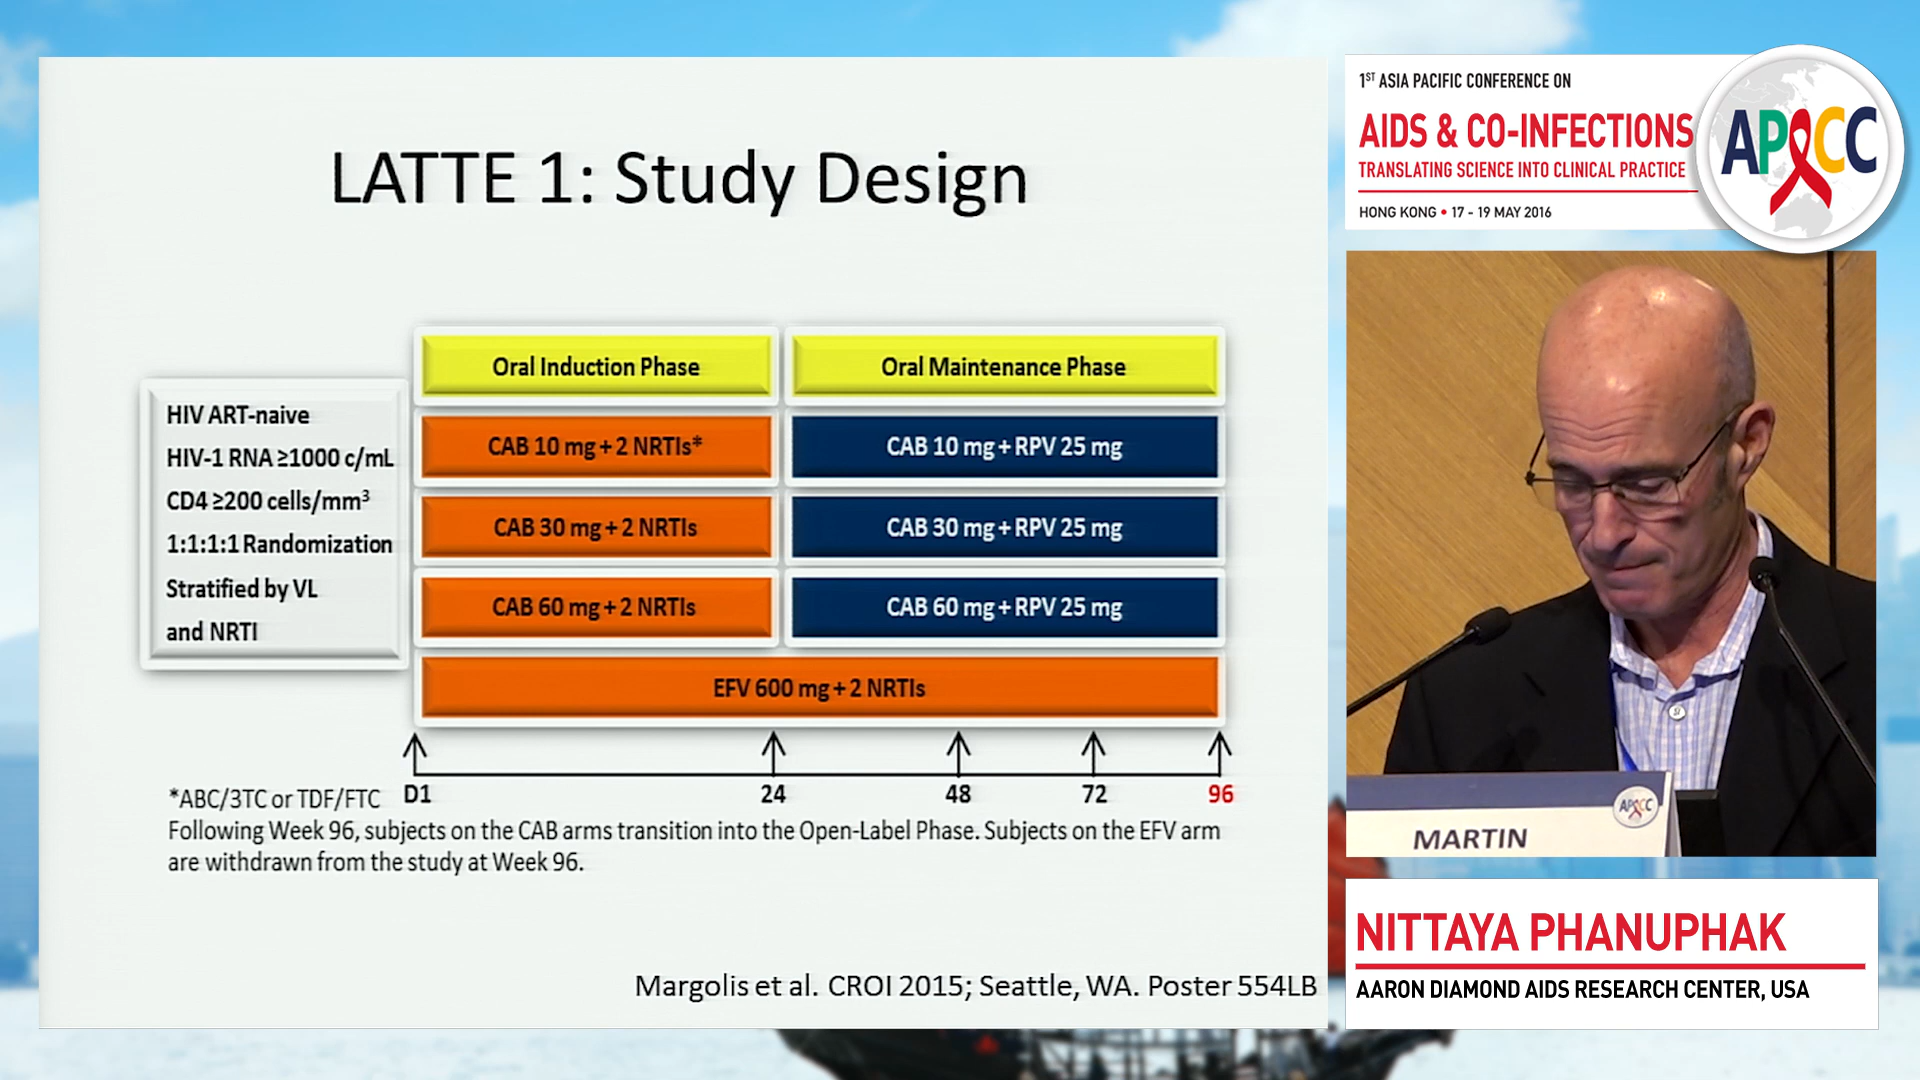 LATTE 1: Study Design
Oral Induction Phase
Oral Maintenance Phase
HIV ART-naive
HIV-1 RNA ≥1000 c/mL
CD4 ≥200 cells/mm³
1:1:1:1 Randomization
Stratified by VL
and NRTI
CAB 10 mg + 2 NRTIs*
CAB 10 mg + RPV 25 mg
CAB 30 mg + 2 NRTIs
CAB 30 mg + RPV 25 mg
CAB 60 mg + 2 NRTIs
CAB 60 mg + RPV 25 mg
EFV 600 mg + 2 NRTIs
D1 24 48 72 96
*ABC/3TC or TDF/FTC
Following Week 96, subjects on the CAB arms transition into the Open-Label Phase. Subjects on the EFV arm
are withdrawn from the study at Week 96.
Margolis et al. CROI 2015; Seattle, WA. Poster 554LB
1ST ASIA PACIFIC CONFERENCE ON
AIDS & CO-INFECTIONS
TRANSLATING SCIENCE INTO CLINICAL PRACTICE
HONG KONG • 17 - 19 MAY 2016
APACC
APACC
MARTIN
NITTAYA PHANUPHAK
AARON DIAMOND AIDS RESEARCH CENTER, USA